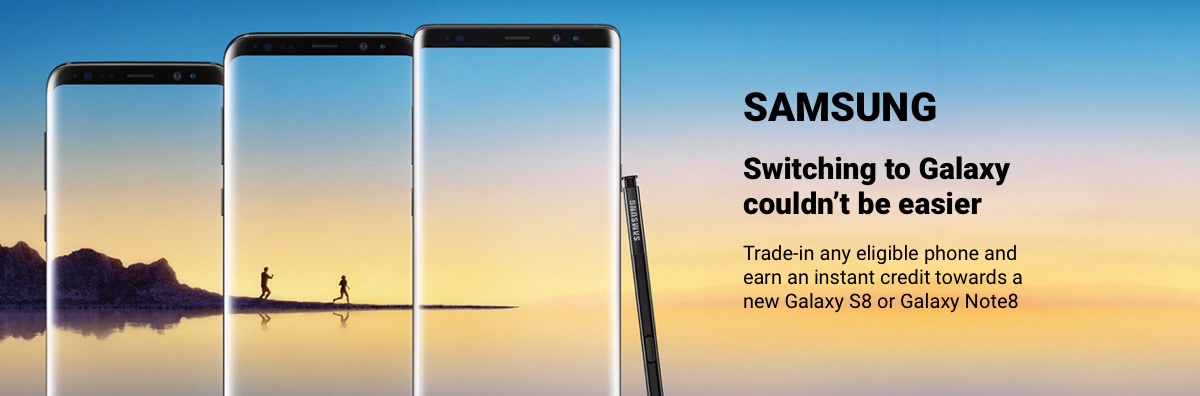 SAMSUNG
Switching to Galaxy
couldn’t be easier
Trade-in any eligible phone and
earn an instant credit towards a
new Galaxy S8 or Galaxy Note8
SAMSUNG